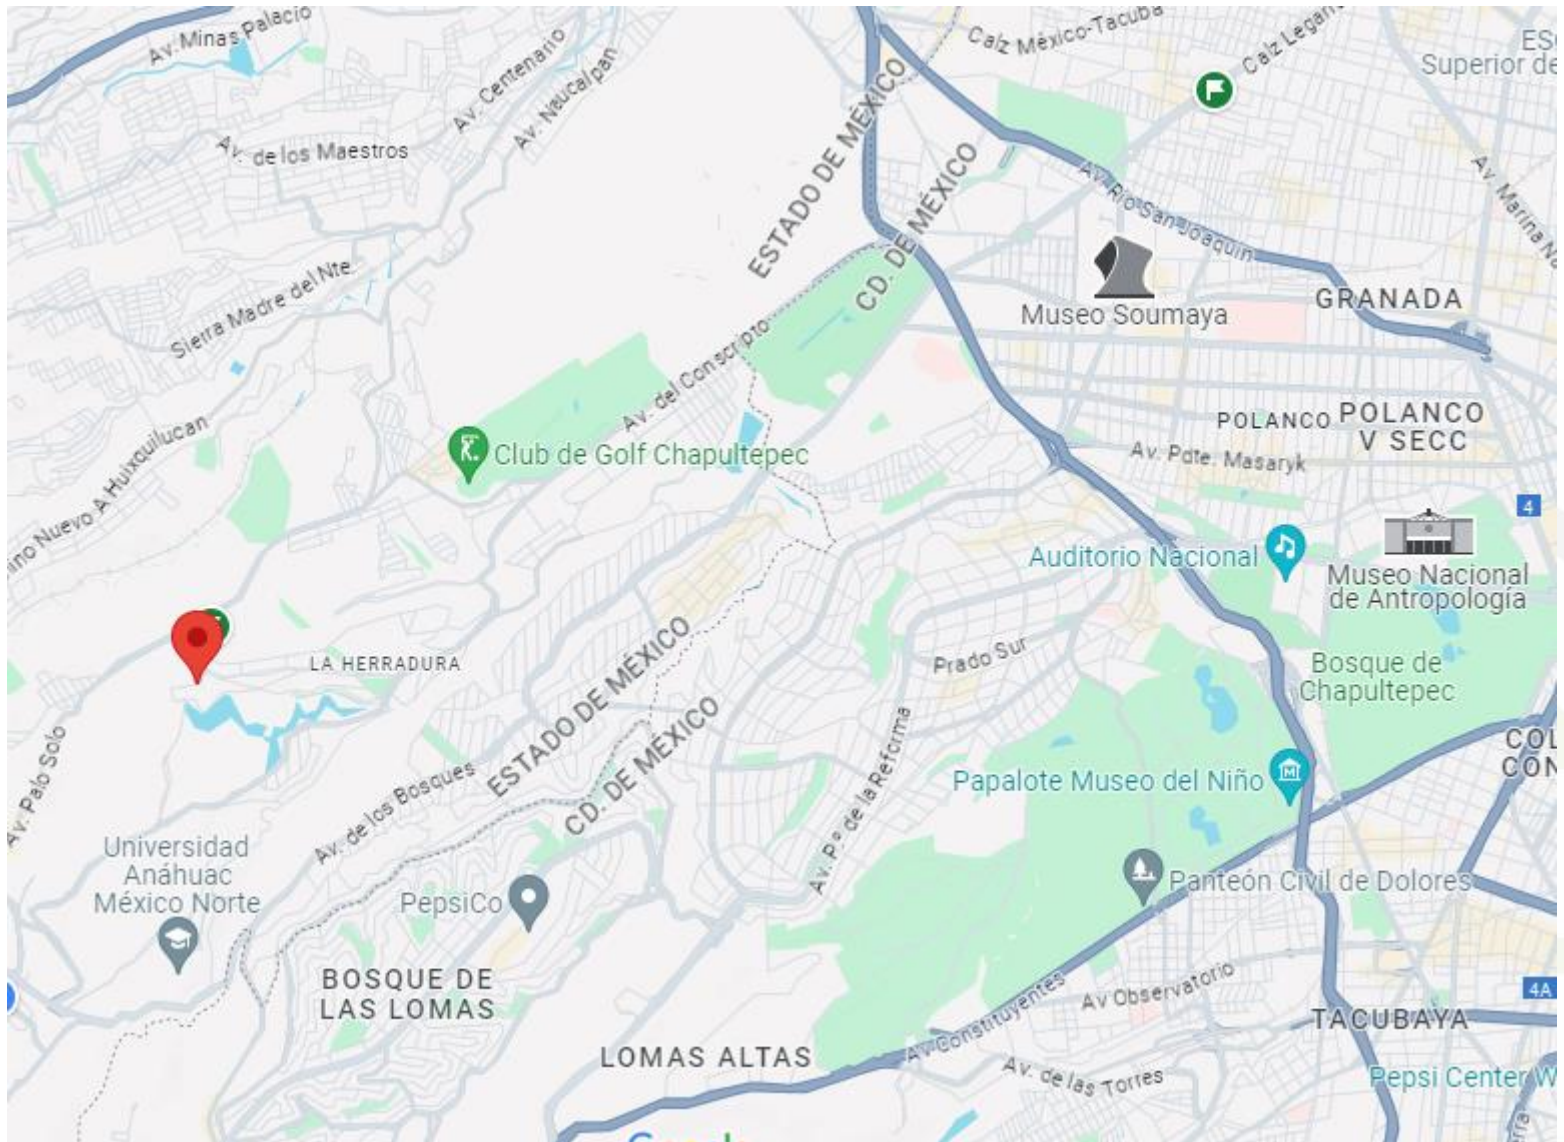 Av. Minas Palacio
Av. Centenario
Av. Naucalpan
Av. de los Maestros
Calz México-Tacuba
Calz Legaria
Superior de
ESTADO DE MÉXICO
CD. DE MÉXICO
Av. Río San Joaquín
Av. Marina Na
Sierra Madre del Nte.
Museo Soumaya
GRANADA
Av. del Conscripto
POLANCO
POLANCO
V SECC
Av. Pdte. Masaryk
Club de Golf Chapultepec
ino Nuevo A Huixquilucan
4
Auditorio Nacional
Museo Nacional
de Antropología
LA HERRADURA
Prado Sur
Bosque de
Chapultepec
ESTADO DE MÉXICO
CD. DE MÉXICO
Av. Palo Solo
Av. de los Bosques
Av. P.º de la Reforma
COL
CON
Papalote Museo del Niño
Universidad
Anáhuac
México Norte
PepsiCo
Panteón Civil de Dolores
BOSQUE DE
LAS LOMAS
Av Observatorio
4A
TACUBAYA
Av. Constituyentes
LOMAS ALTAS
Av. de las Torres
Pepsi Center W